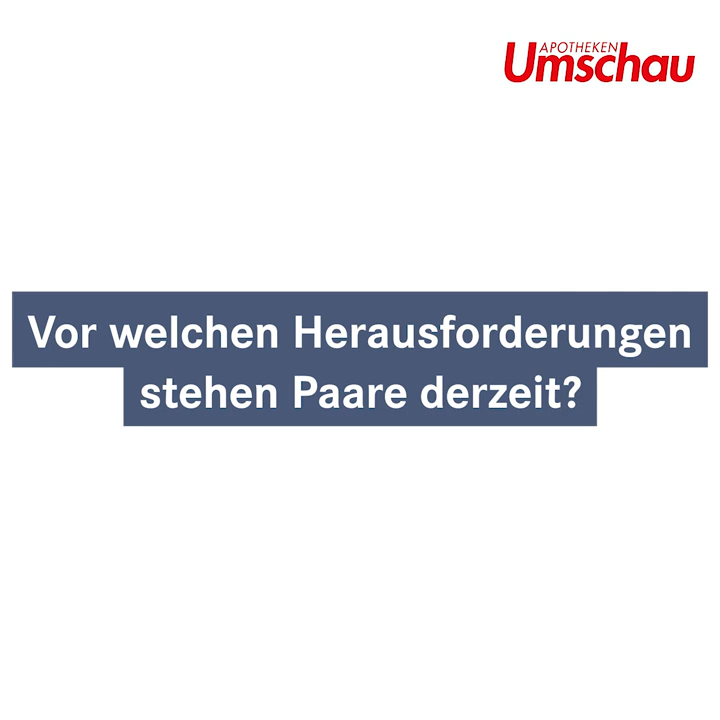 APOTHEKEN
Umschau
Vor welchen Herausforderungen
stehen Paare derzeit?